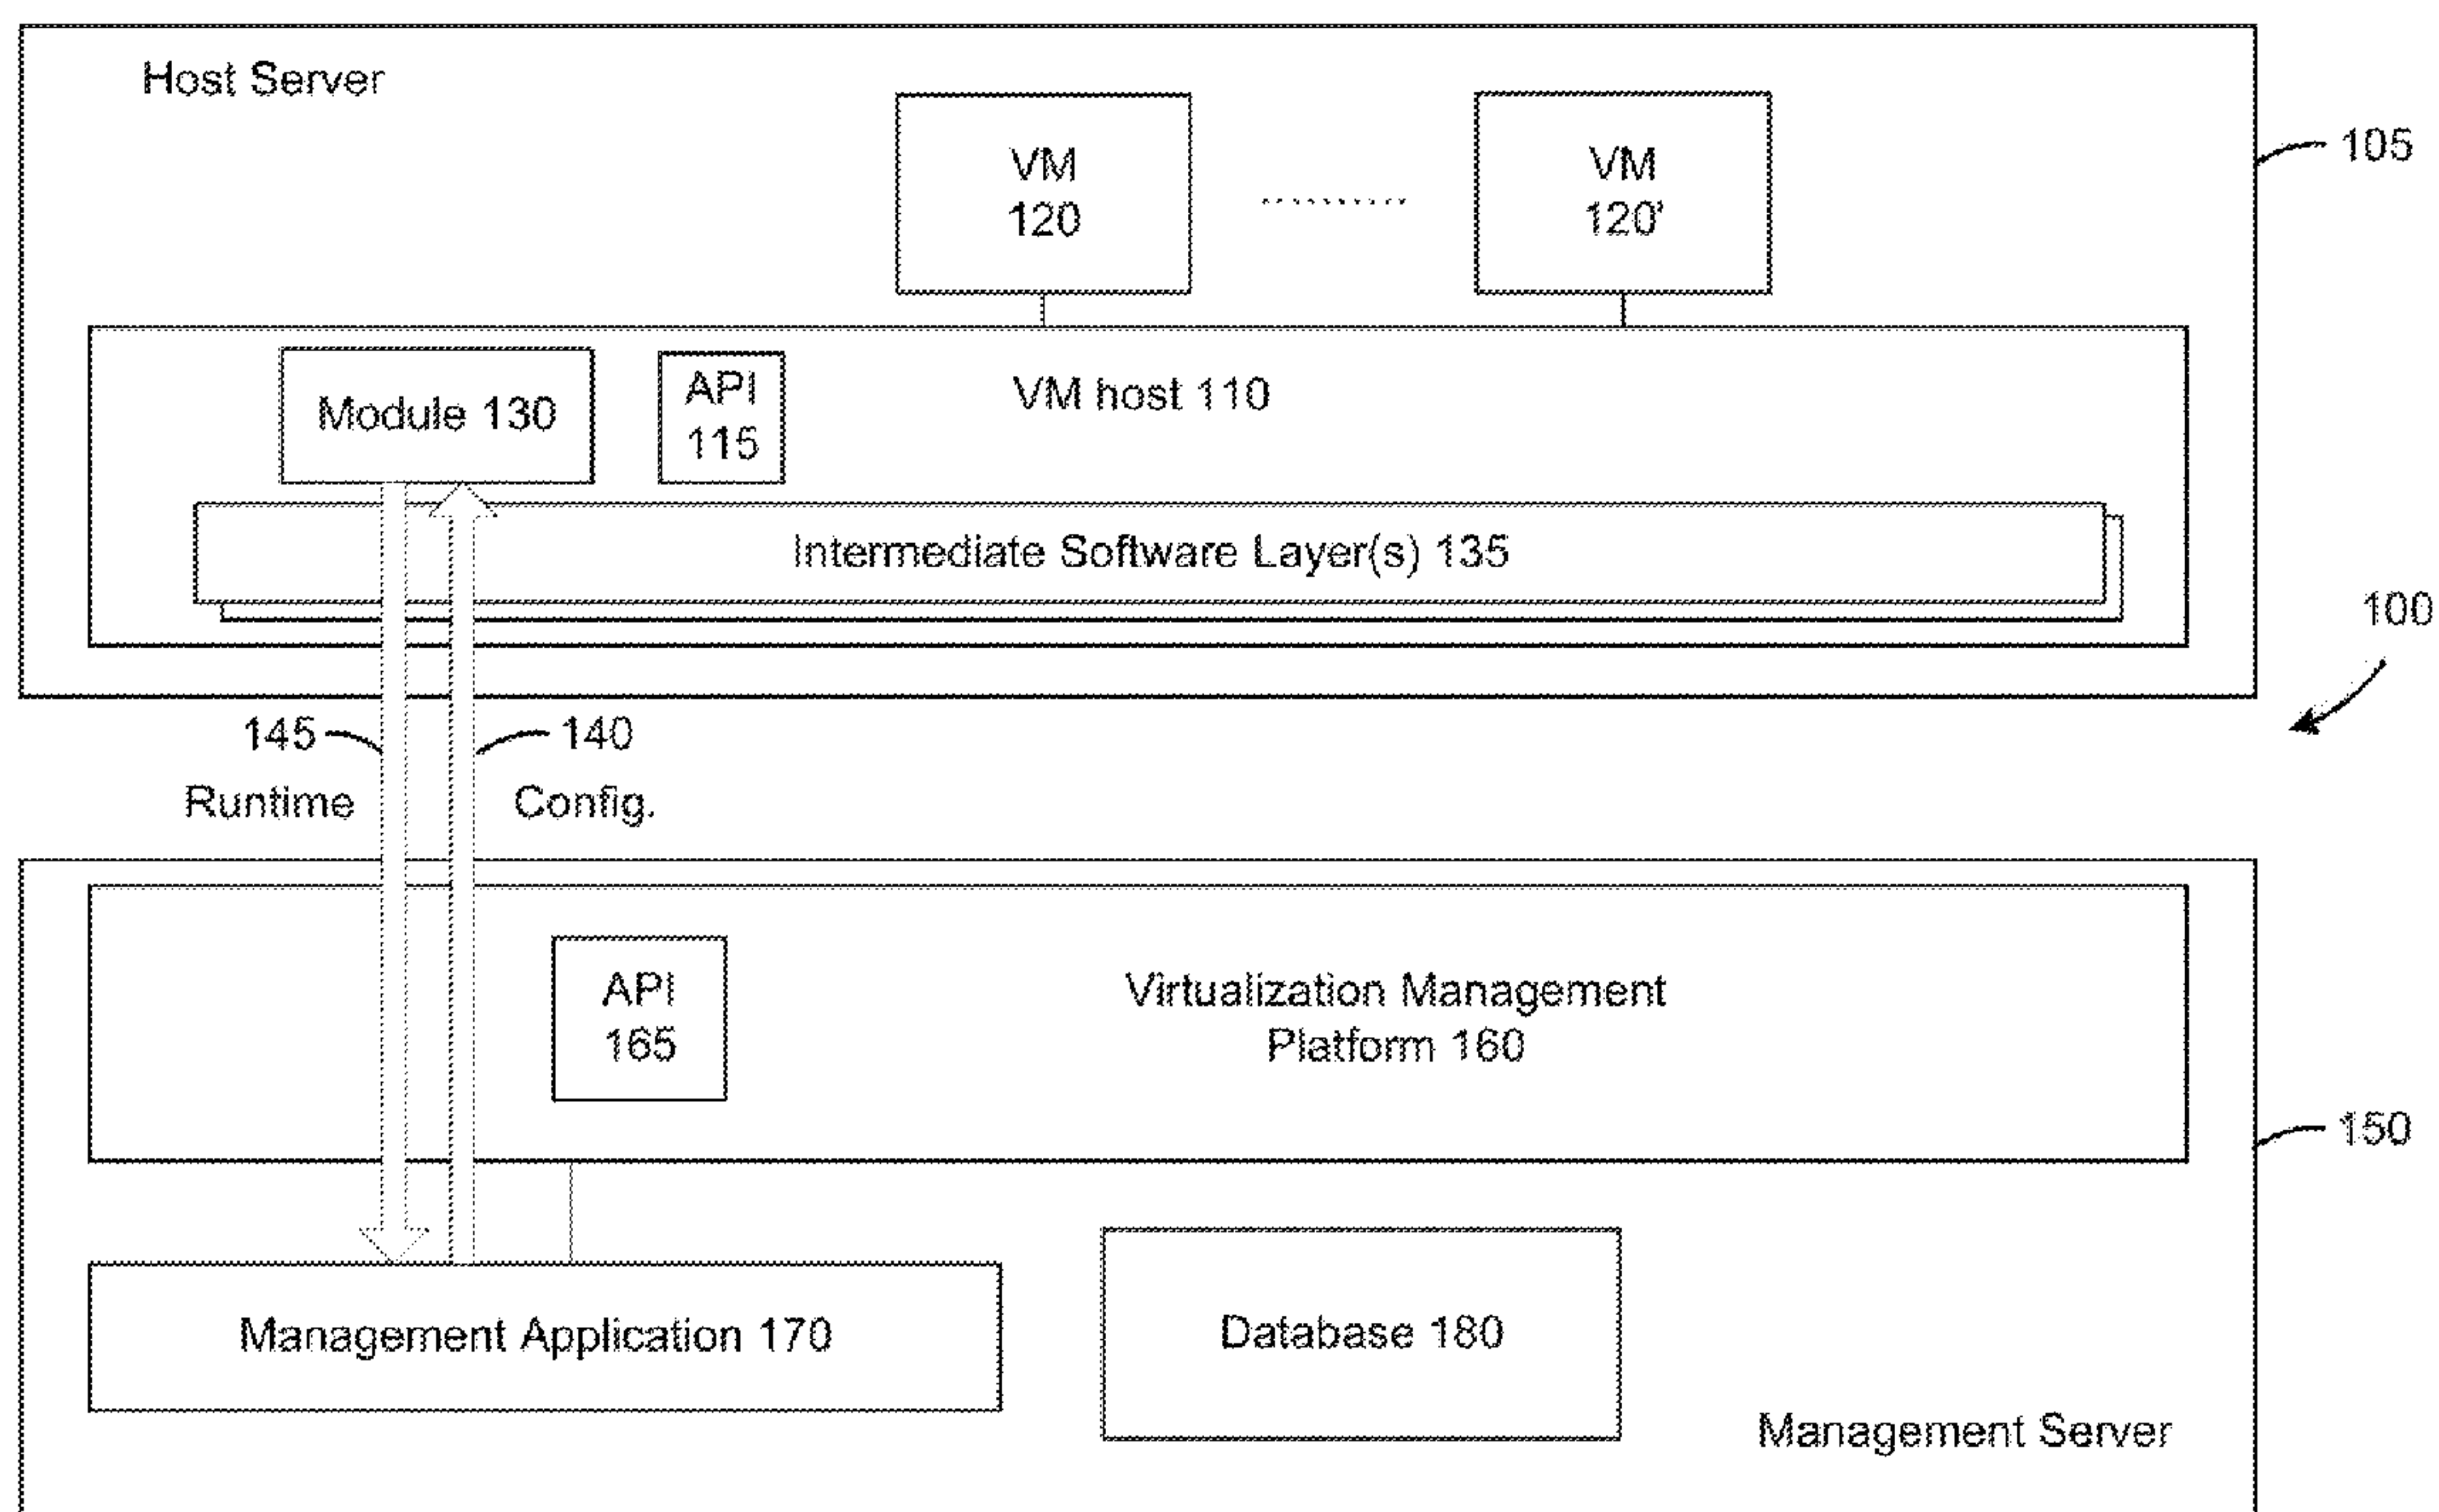 Host Server
VM
120
VM
120'
105
Module 130
API
115
VM host 110
Intermediate Software Layer(s) 135
100
145
140
Runtime
Config.
API
165
Virtualization Management
Platform 160
150
Management Application 170
Database 180
Management Server